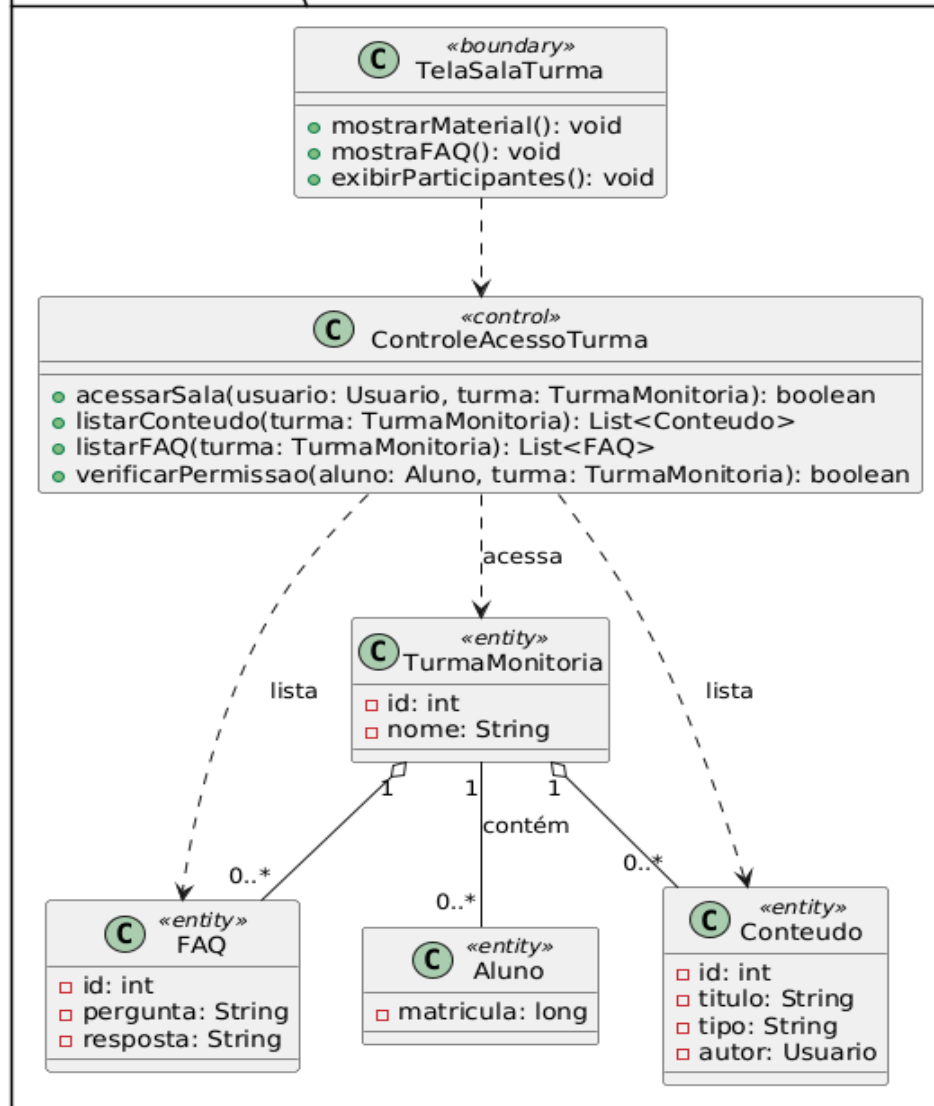 C
«boundary»
TelaSalaTurma
mostrarMaterial(): void
mostraFAQ(): void
exibirParticipantes(): void
C
«control»
ControleAcessoTurma
acessarSala(usuario: Usuario, turma: TurmaMonitoria): boolean
listarConteudo(turma: TurmaMonitoria): List<Conteudo>
listarFAQ(turma: TurmaMonitoria): List<FAQ>
verificarPermissao(aluno: Aluno, turma: TurmaMonitoria): boolean
acessa
C
«entity»
TurmaMonitoria
id: int
nome: String
lista
lista
1
1
1
contém
0..*
0..*
0..*
C
«entity»
FAQ
id: int
pergunta: String
resposta: String
C
«entity»
Aluno
matricula: long
C
«entity»
Conteudo
id: int
titulo: String
tipo: String
autor: Usuario